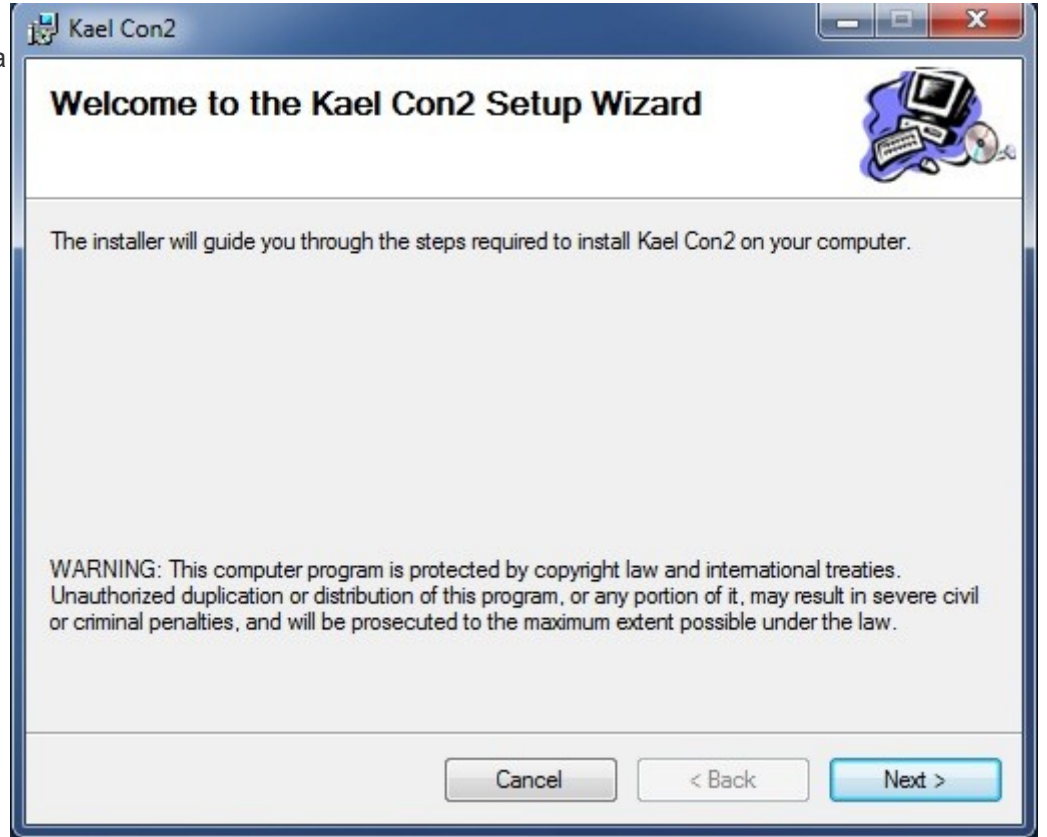 Kael Con2
a
Welcome to the Kael Con2 Setup Wizard
The installer will guide you through the steps required to install Kael Con2 on your computer.
WARNING: This computer program is protected by copyright law and international treaties.
Unauthorized duplication or distribution of this program, or any portion of it, may result in severe civil
or criminal penalties, and will be prosecuted to the maximum extent possible under the law.
Cancel
< Back
Next >